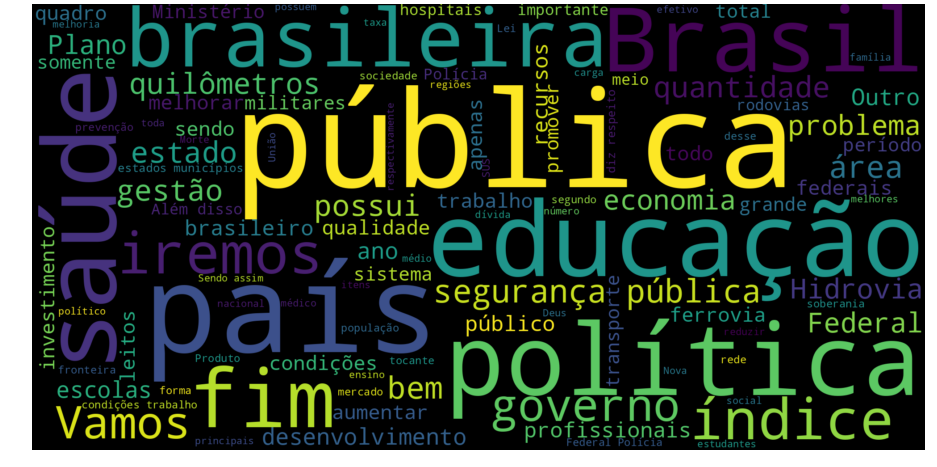 quadro
melhoria
Ministério
possuem
taxa
hospitais
importante
efetivo
total
brasileira
Brasil
Lei
Plano
somente
família
quilômetros
sociedade
Polícia
regiões
carga
meio
quantidade
recursos
promover
melhorar
militares
rodovias
Outro
prevenção
toda
Morte
sendo
respectivamente
apenas
SUS
diz respeito
desse
problema
saúde
pública
estado
União
todo
período
estados municípios
área
gestão
federais
possui
trabalho
dívida
segundo
número
economia
grande
melhores
Além disso
brasileiro
qualidade
educação
iremos
ano
médio
sistema
investimento
Sendo assim
itens
segurança pública
Hidrovia
país
político
nacional
médico
Deus
soberania
leitos
população
público
transporte
ferrovia
Federal
reduzir
fronteira
Produto
condições
tocante
política
rede
Nova
escolas
forma
fim
ensino
mercado
bem
condições trabalho
Vamos
aumentar
governo
social
índice
profissionais
principais
desenvolvimento
Federal Polícia
estudantes